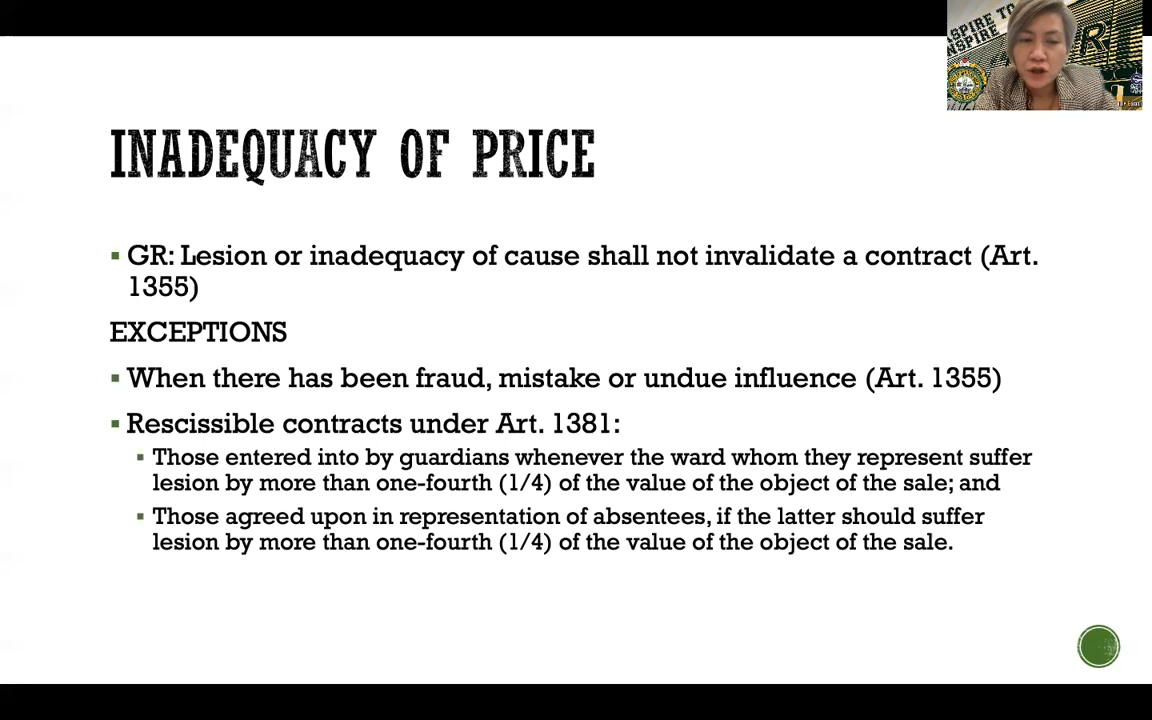 ASPIRE TO
INSPIRE
R
INADEQUACY OF PRICE
GR: Lesion or inadequacy of cause shall not invalidate a contract (Art.
1355)
EXCEPTIONS
When there has been fraud, mistake or undue influence (Art. 1355)
Rescissible contracts under Art. 1381:
Those entered into by guardians whenever the ward whom they represent suffer
lesion by more than one-fourth (1/4) of the value of the object of the sale; and
Those agreed upon in representation of absentees, if the latter should suffer
lesion by more than one-fourth (1/4) of the value of the object of the sale.